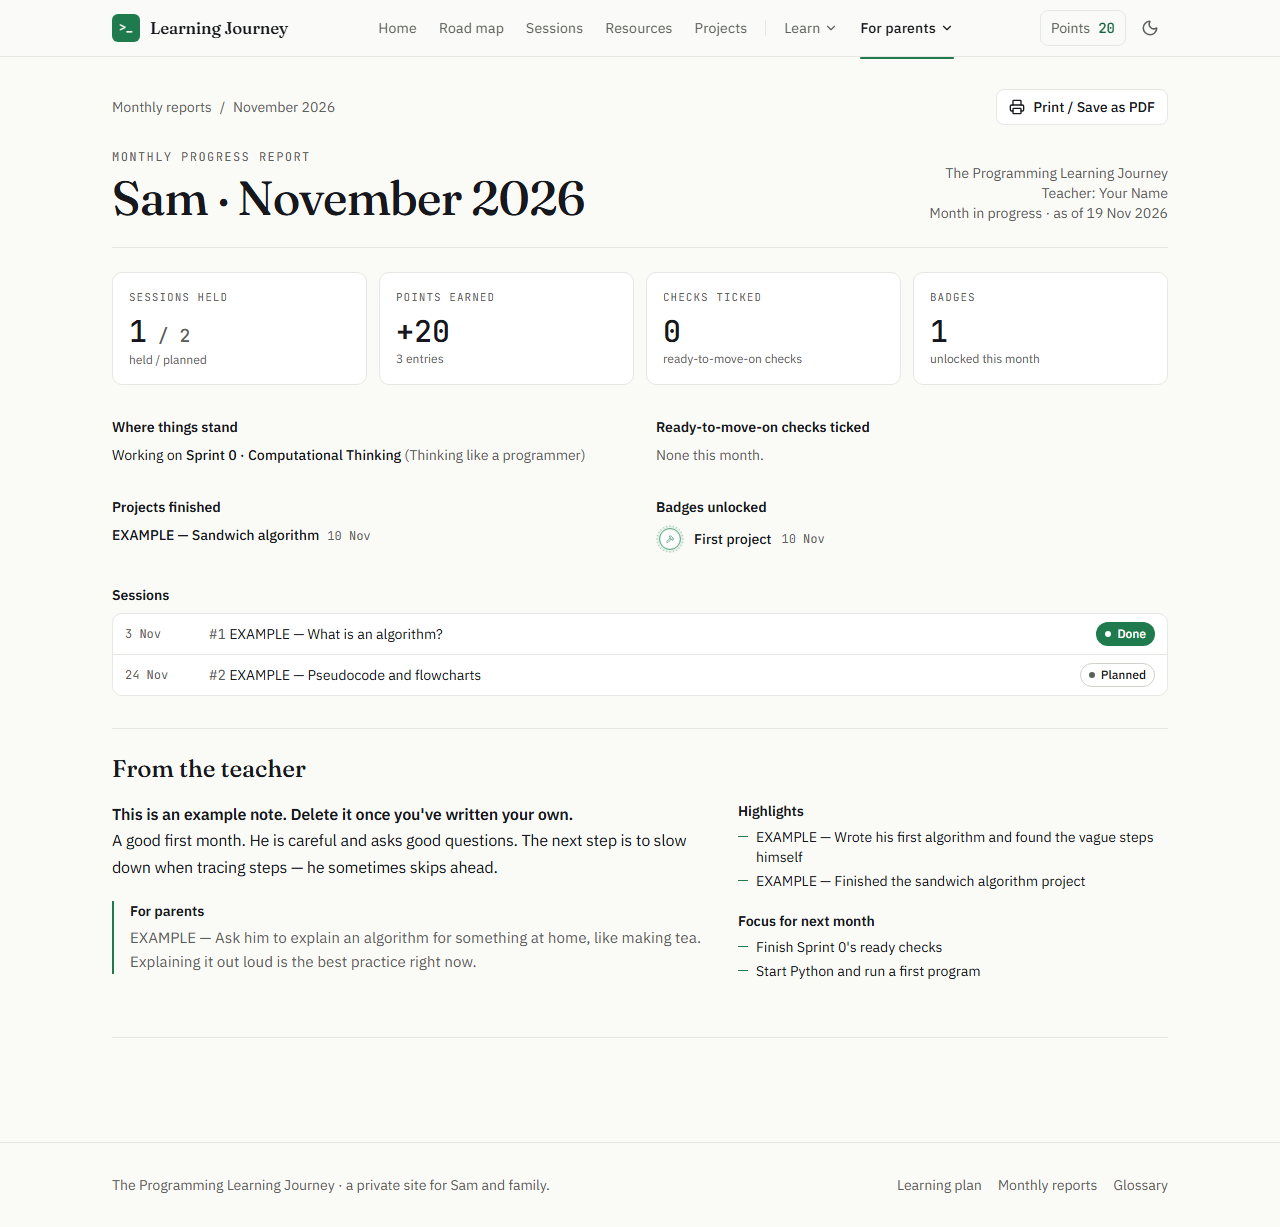 Learning Journey
Home
Road map
Sessions
Resources
Projects
Learn
For parents
Points 20
Monthly reports / November 2026
Print / Save as PDF
MONTHLY PROGRESS REPORT
Sam · November 2026
The Programming Learning Journey
Teacher: Your Name
Month in progress · as of 19 Nov 2026
SESSIONS HELD
1 / 2
held / planned
POINTS EARNED
+20
3 entries
CHECKS TICKED
0
ready-to-move-on checks
BADGES
1
unlocked this month
Where things stand
Working on Sprint 0 · Computational Thinking (Thinking like a programmer)
Ready-to-move-on checks ticked
None this month.
Projects finished
EXAMPLE — Sandwich algorithm 10 Nov
Badges unlocked
First project 10 Nov
Sessions
3 Nov #1 EXAMPLE — What is an algorithm? Done
24 Nov #2 EXAMPLE — Pseudocode and flowcharts Planned
From the teacher
This is an example note. Delete it once you've written your own.
A good first month. He is careful and asks good questions. The next step is to slow
down when tracing steps — he sometimes skips ahead.
For parents
EXAMPLE — Ask him to explain an algorithm for something at home, like making tea.
Explaining it out loud is the best practice right now.
Highlights
EXAMPLE — Wrote his first algorithm and found the vague steps
himself
EXAMPLE — Finished the sandwich algorithm project
Focus for next month
Finish Sprint 0's ready checks
Start Python and run a first program
The Programming Learning Journey · a private site for Sam and family.
Learning plan
Monthly reports
Glossary